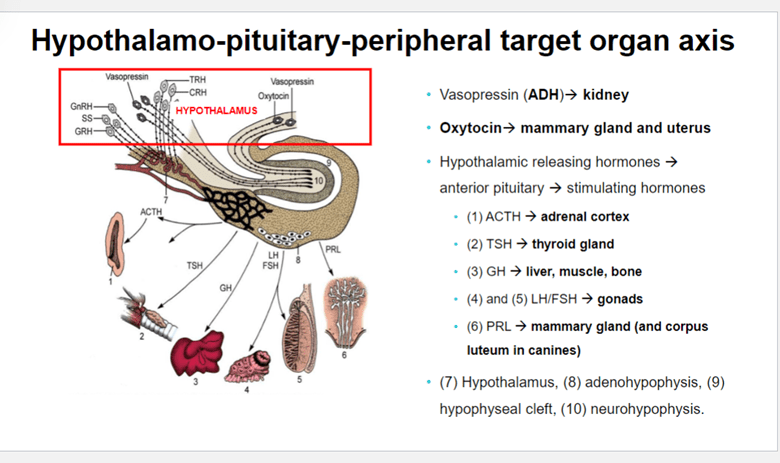 Hypothalamo-pituitary-peripheral target organ axis
Vasopressin
TRH
CRH
Vasopressin
Oxytocin
GnRH
SS
GRH
HYPOTHALAMUS
9
10
7
ACTH
TSH
GH
LH
FSH
8
PRL
1
2
3
4
5
6
• Vasopressin (ADH)→ kidney
• Oxytocin→ mammary gland and uterus
• Hypothalamic releasing hormones →
anterior pituitary → stimulating hormones
• (1) ACTH → adrenal cortex
• (2) TSH → thyroid gland
• (3) GH → liver, muscle, bone
• (4) and (5) LH/FSH → gonads
• (6) PRL → mammary gland (and corpus
luteum in canines)
• (7) Hypothalamus, (8) adenohypophysis, (9)
hypophyseal cleft, (10) neurohypophysis.